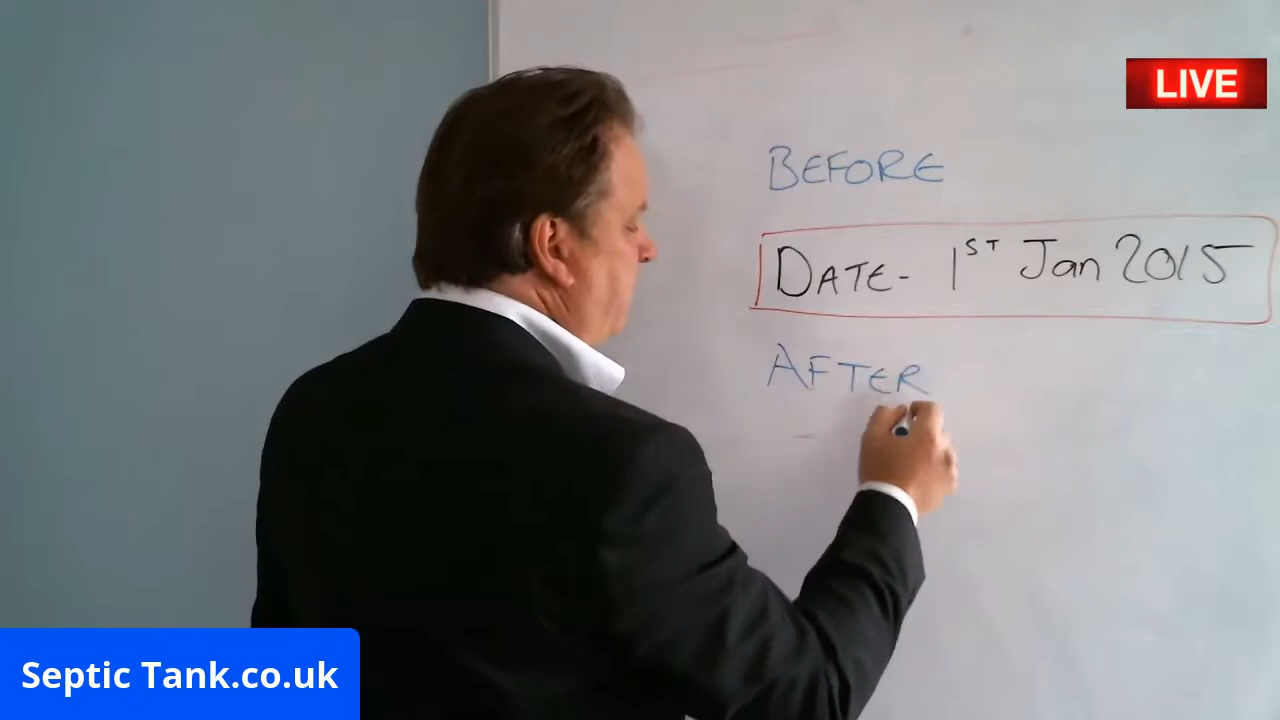 LIVE
BEFORE
DATE- 1ST Jan 2015
AFTER
Septic Tank.co.uk